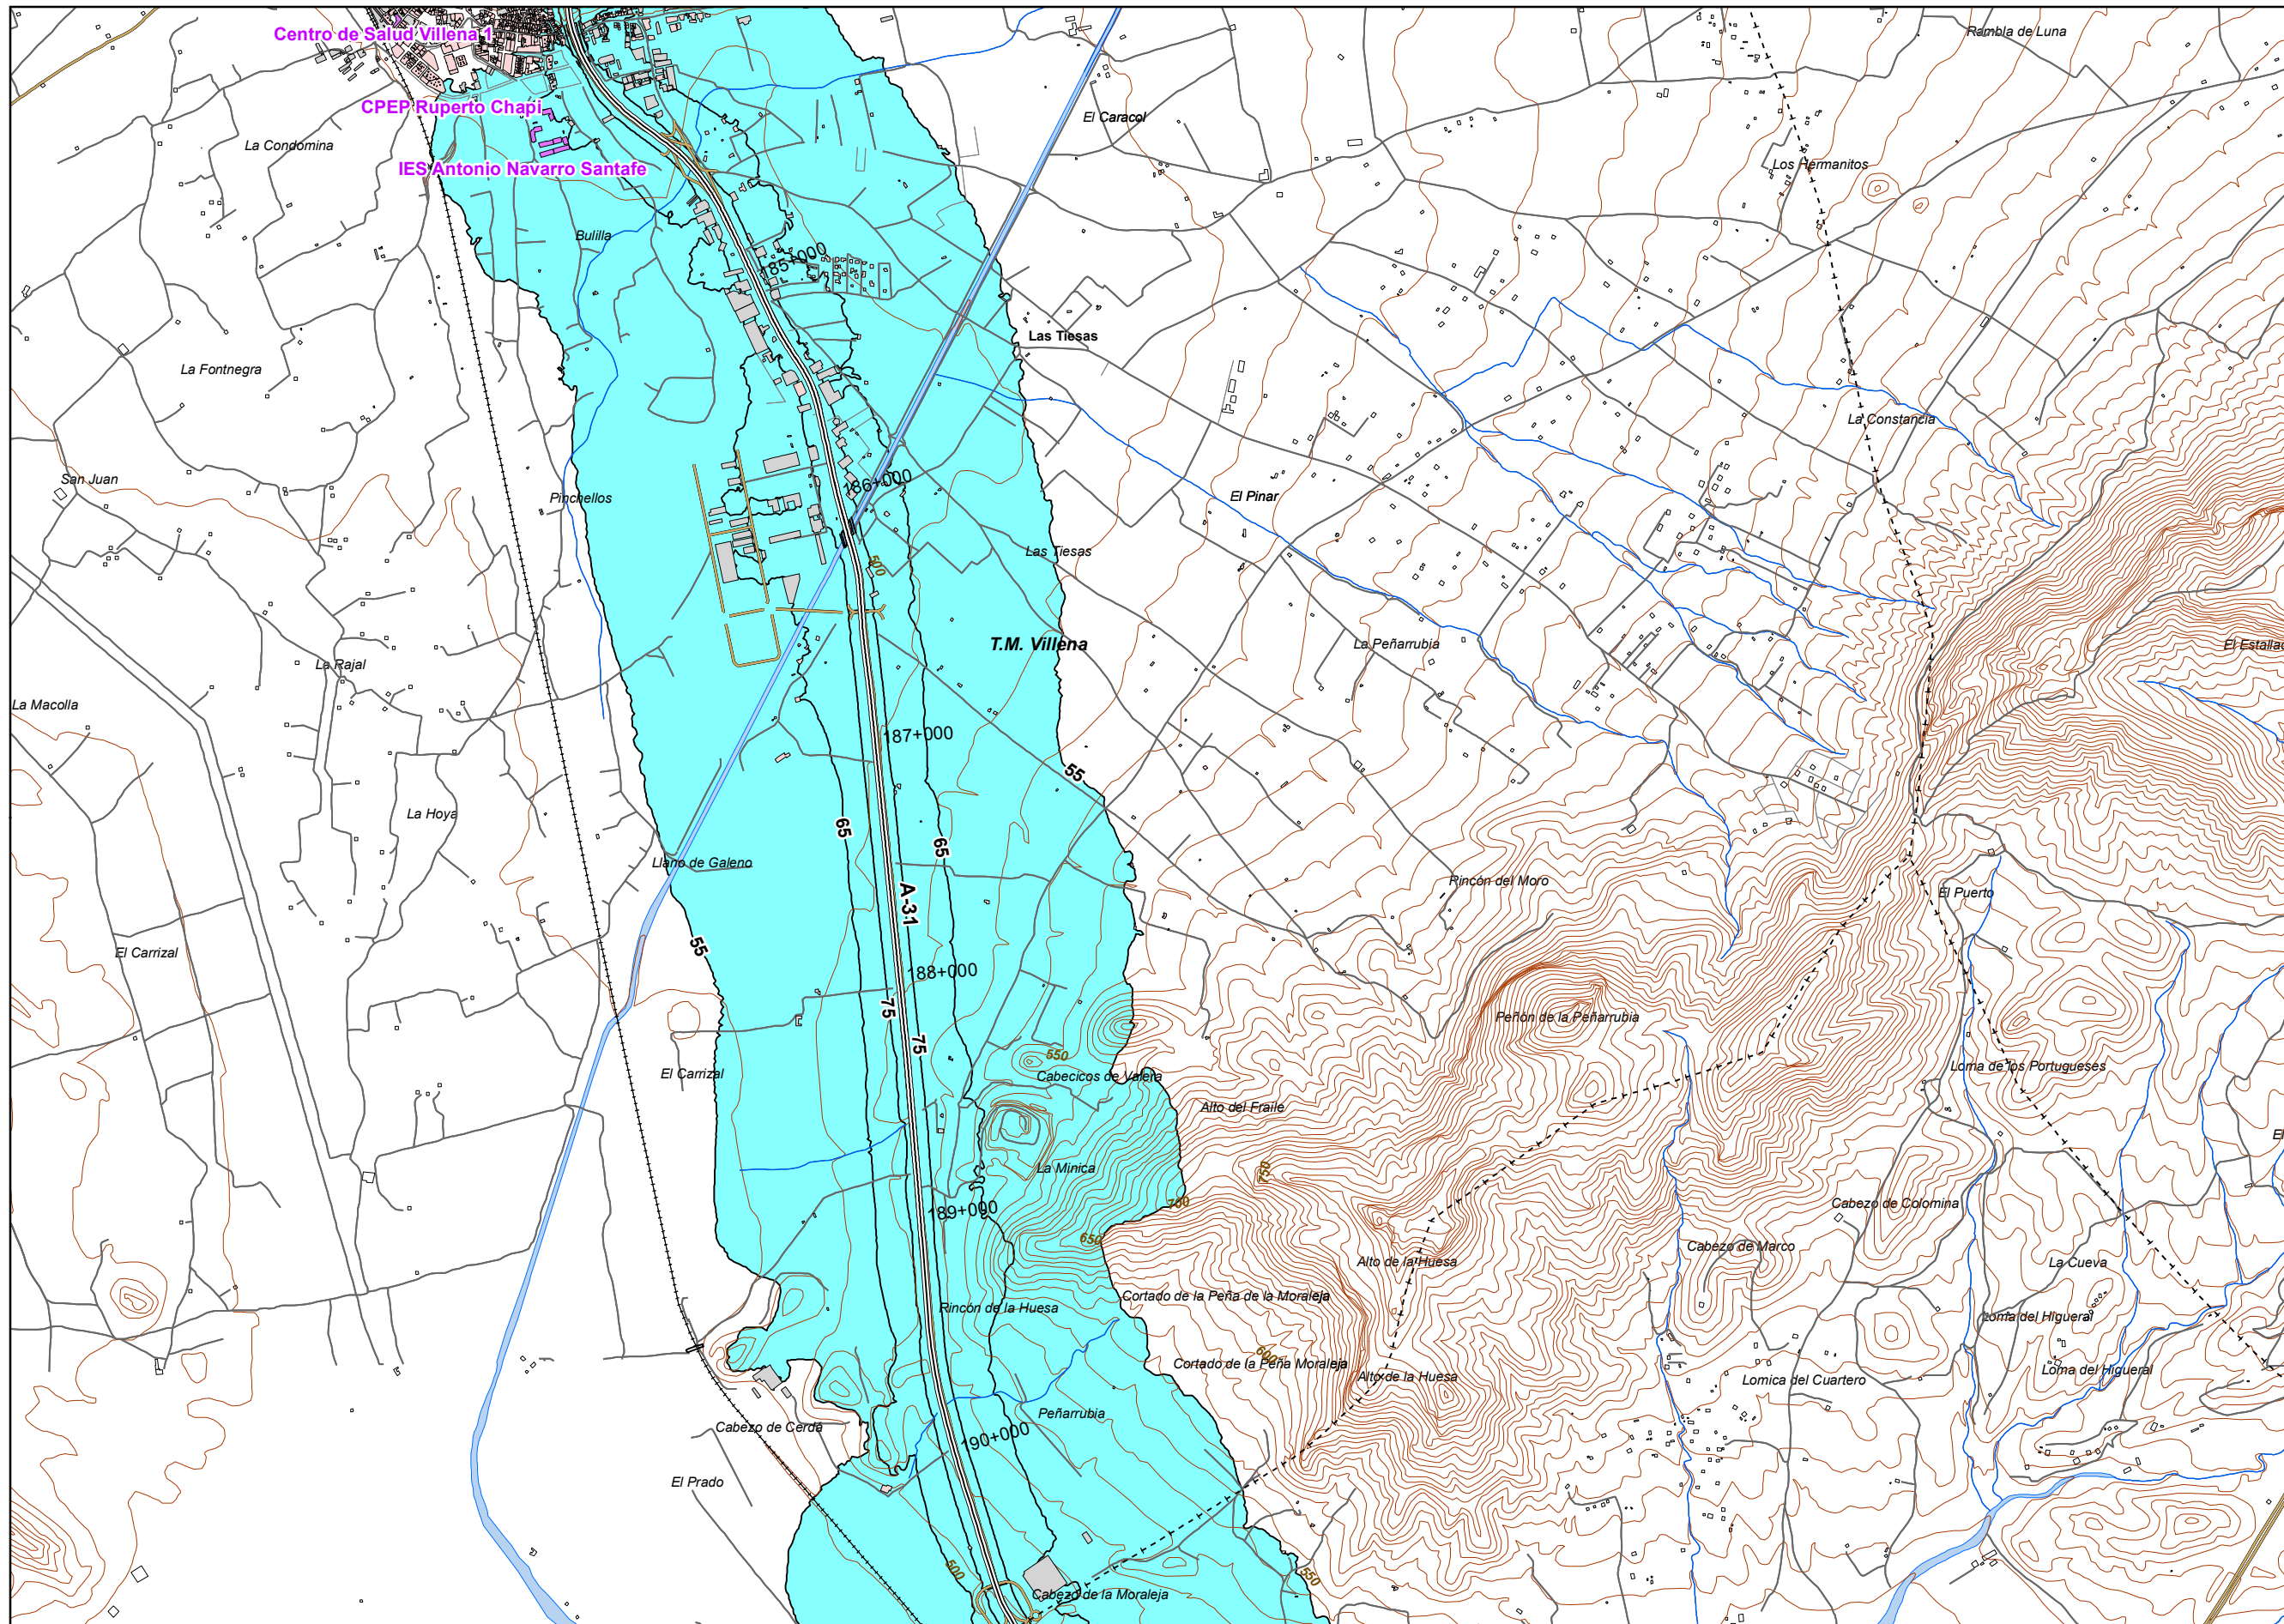 Centro de Salud Villena 1
Rambla de Luna
CPEP Ruperto Chapi
El Caracol
La Condomina
IES Antonio Navarro Santafe
Los Hermanitos
Bulilla
185+000
Las Tiesas
La Fontnegra
La Constancia
San Juan
Pinchellos
186+000
El Pinar
500
Las Tiesas
T.M. Villena
La Peñarrubia
La Rajal
La Macolla
187+000
55
La Hoya
65
65
Llano de Galeno
A-31
Rincón del Moro
El Puerto
El Carrizal
55
188+000
75
75
Peñón de la Peñarrubia
550
El Carrizal
Cabecicos de Valera
Loma de los Portugueses
Alto del Fraile
La Minica
750
700
Cabezo de Colomina
189+000
650
Cabezo de Marco
Alto de la Huesa
La Cueva
Cortado de la Peña de la Moraleja
Rincón de la Huesa
Loma del Higueral
600
Cortado de la Peña Moraleja
Alto de la Huesa
Lomica del Cuartero
Loma del Higueral
Peñarrubia
Cabezo de Cerda
190+000
El Prado
500
550
Cabezo de la Moraleja